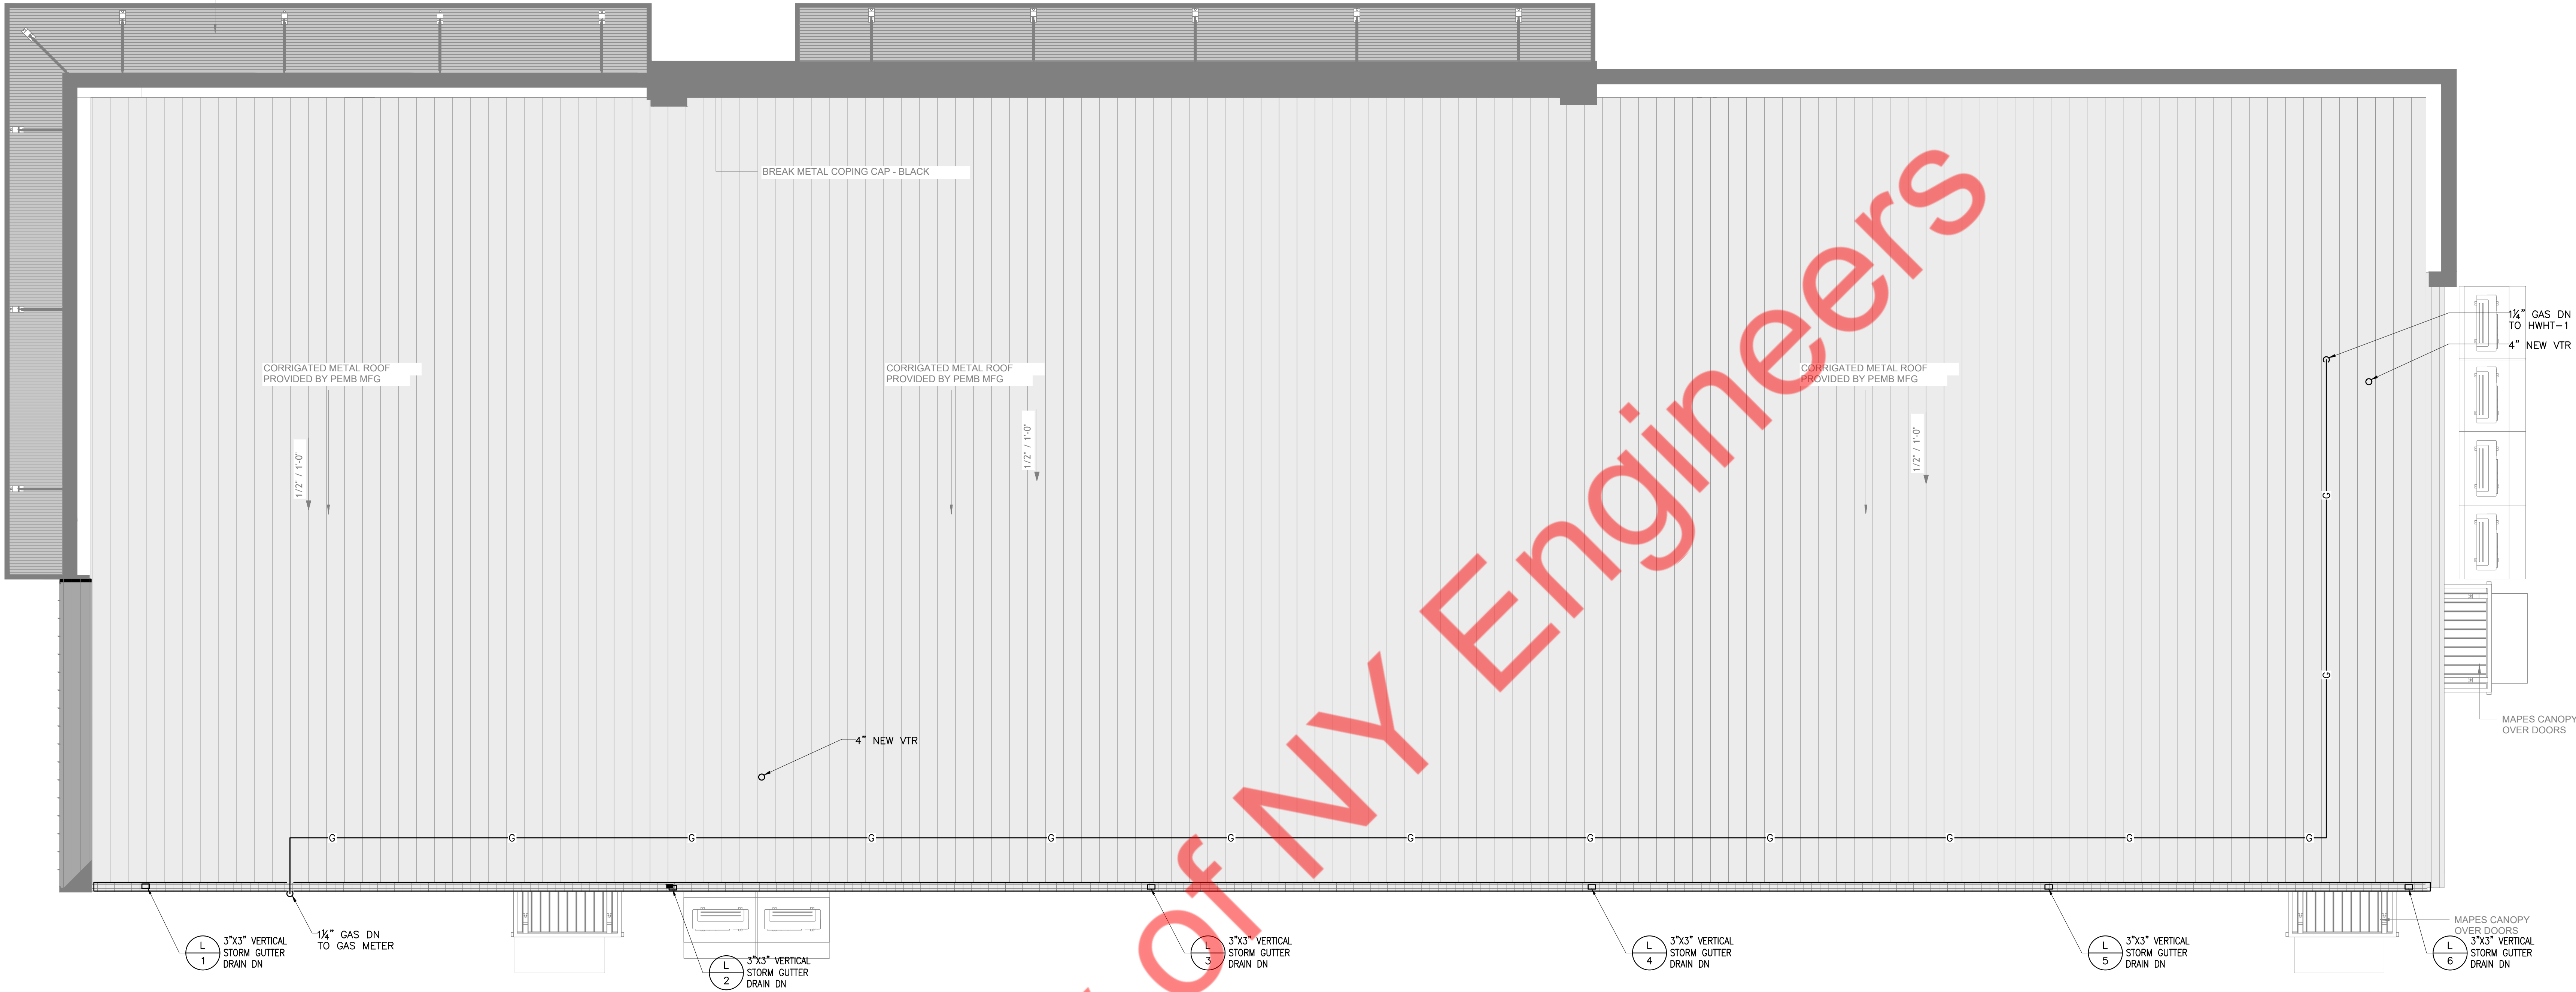 BREAK METAL COPING CAP - BLACK
1¼" GAS DN
TO HWHT-1
4" NEW VTR
CORRIGATED METAL ROOF
PROVIDED BY PEMB MFG
CORRIGATED METAL ROOF
PROVIDED BY PEMB MFG
CORRIGATED METAL ROOF
PROVIDED BY PEMB MFG
1/2" / 1'-0"
1/2" / 1'-0"
1/2" / 1'-0"
G
G
MAPES CANOPY
OVER DOORS
4" NEW VTR
G G G G G G G G G G G G
1¼" GAS DN
TO GAS METER
L
1
3"X3" VERTICAL
STORM GUTTER
DRAIN DN
L
2
3"X3" VERTICAL
STORM GUTTER
DRAIN DN
L
3
3"X3" VERTICAL
STORM GUTTER
DRAIN DN
L
4
3"X3" VERTICAL
STORM GUTTER
DRAIN DN
L
5
3"X3" VERTICAL
STORM GUTTER
DRAIN DN
MAPES CANOPY
OVER DOORS
L
6
3"X3" VERTICAL
STORM GUTTER
DRAIN DN
of NY Engineers